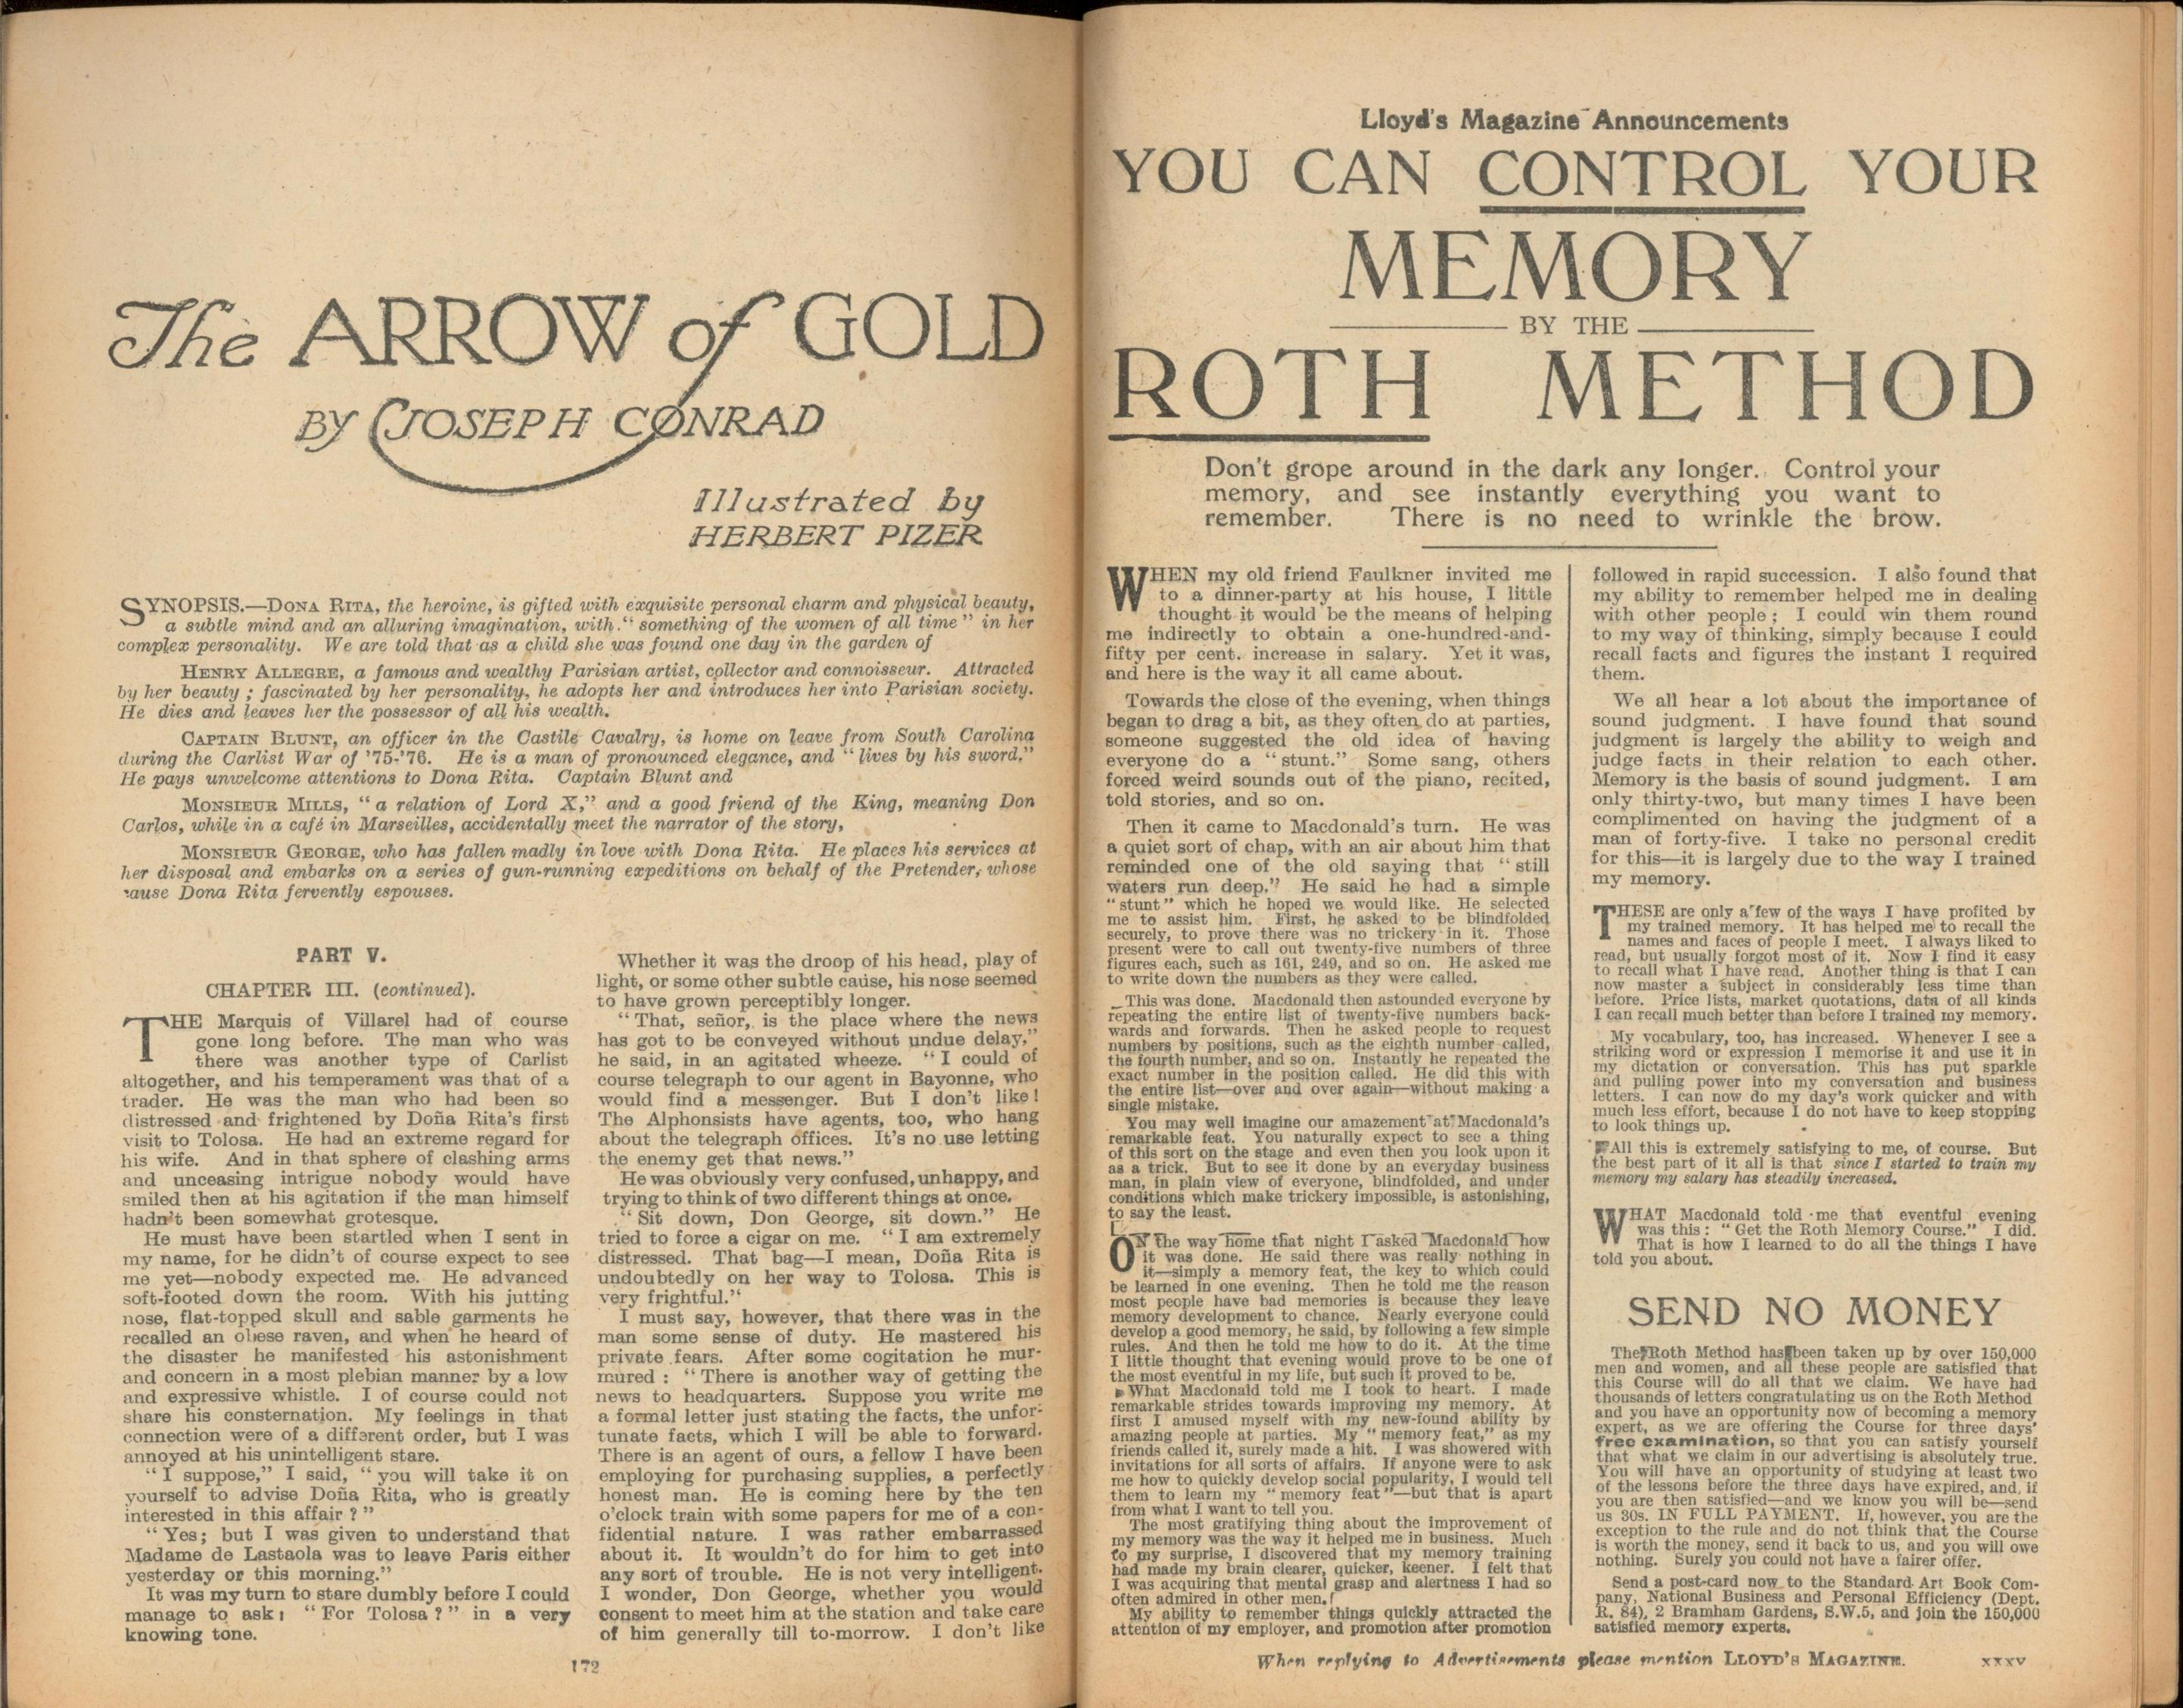 The ARROW of GOLD
BY JOSEPH CONRAD
Illustrated by
HERBERT PIZER
SYNOPSIS.—DONA RITA, the heroine, is gifted with exquisite personal charm and physical beauty,
a subtle mind and an alluring imagination, with "something of the women of all time" in her
complex personality. We are told that as a child she was found one day in the garden of
HENRY ALLEGRE, a famous and wealthy Parisian artist, collector and connoisseur. Attracted
by her beauty ; fascinated by her personality, he adopts her and introduces her into Parisian society.
He dies and leaves her the possessor of all his wealth.
CAPTAIN BLUNT, an officer in the Castile Cavalry, is home on leave from South Carolina
during the Carlist War of '75-'76. He is a man of pronounced elegance, and "lives by his sword."
He pays unwelcome attentions to Dona Rita. Captain Blunt and
MONSIEUR MILLS, "a relation of Lord X," and a good friend of the King, meaning Don
Carlos, while in a café in Marseilles, accidentally meet the narrator of the story,
MONSIEUR GEORGE, who has fallen madly in love with Dona Rita. He places his services at
her disposal and embarks on a series of gun-running expeditions on behalf of the Pretender, whose
cause Dona Rita fervently espouses.
PART V.
CHAPTER III. (continued).
THE Marquis of Villarel had of course
gone long before. The man who was
there was another type of Carlist
altogether, and his temperament was that of a
trader. He was the man who had been so
distressed and frightened by Doña Rita's first
visit to Tolosa. He had an extreme regard for
his wife. And in that sphere of clashing arms
and unceasing intrigue nobody would have
smiled then at his agitation if the man himself
hadn't been somewhat grotesque.
He must have been startled when I sent in
my name, for he didn't of course expect to see
me yet—nobody expected me. He advanced
soft-footed down the room. With his jutting
nose, flat-topped skull and sable garments he
recalled an obese raven, and when he heard of
the disaster he manifested his astonishment
and concern in a most plebian manner by a low
and expressive whistle. I of course could not
share his consternation. My feelings in that
connection were of a different order, but I was
annoyed at his unintelligent stare.
"I suppose," I said, "you will take it on
yourself to advise Doña Rita, who is greatly
interested in this affair ?"
"Yes; but I was given to understand that
Madame de Lastaola was to leave Paris either
yesterday or this morning."
It was my turn to stare dumbly before I could
manage to ask: "For Tolosa ?" in a very
knowing tone.
Whether it was the droop of his head, play of
light, or some other subtle cause, his nose seemed
to have grown perceptibly longer.
"That, señor, is the place where the news
has got to be conveyed without undue delay,"
he said, in an agitated wheeze. "I could of
course telegraph to our agent in Bayonne, who
would find a messenger. But I don't like!
The Alphonsists have agents, too, who hang
about the telegraph offices. It's no use letting
the enemy get that news."
He was obviously very confused, unhappy, and
trying to think of two different things at once.
"Sit down, Don George, sit down." He
tried to force a cigar on me. "I am extremely
distressed. That bag—I mean, Doña Rita is
undoubtedly on her way to Tolosa. This is
very frightful."
I must say, however, that there was in the
man some sense of duty. He mastered his
private fears. After some cogitation he mur-
mured : "There is another way of getting the
news to headquarters. Suppose you write me
a formal letter just stating the facts, the unfor-
tunate facts, which I will be able to forward.
There is an agent of ours, a fellow I have been
employing for purchasing supplies, a perfectly
honest man. He is coming here by the ten
o'clock train with some papers for me of a con-
fidential nature. I was rather embarrassed
about it. It wouldn't do for him to get into
any sort of trouble. He is not very intelligent.
I wonder, Don George, whether you would
consent to meet him at the station and take care
of him generally till to-morrow. I don't like
172
Lloyd's Magazine Announcements
YOU CAN CONTROL YOUR
MEMORY
BY THE
ROTH METHOD
Don't grope around in the dark any longer. Control your
memory, and see instantly everything you want to
remember. There is no need to wrinkle the brow.
WHEN my old friend Faulkner invited me
to a dinner-party at his house, I little
thought it would be the means of helping
me indirectly to obtain a one-hundred-and-
fifty per cent. increase in salary. Yet it was,
and here is the way it all came about.
Towards the close of the evening, when things
began to drag a bit, as they often do at parties,
someone suggested the old idea of having
everyone do a "stunt." Some sang, others
forced weird sounds out of the piano, recited,
told stories, and so on.
Then it came to Macdonald's turn. He was
a quiet sort of chap, with an air about him that
reminded one of the old saying that "still
waters run deep." He said he had a simple
"stunt" which he hoped we would like. He selected
me to assist him. First, he asked to be blindfolded
securely, to prove there was no trickery in it. Those
present were to call out twenty-five numbers of three
figures each, such as 161, 249, and so on. He asked me
to write down the numbers as they were called.
This was done. Macdonald then astounded everyone by
repeating the entire list of twenty-five numbers back-
wards and forwards. Then he asked people to request
numbers by positions, such as the eighth number called,
the fourth number, and so on. Instantly he repeated the
exact number in the position called. He did this with
the entire list—over and over again—without making a
single mistake.
You may well imagine our amazement at Macdonald's
remarkable feat. You naturally expect to see a thing
of this sort on the stage and even then you look upon it
as a trick. But to see it done by an everyday business
man, in plain view of everyone, blindfolded, and under
conditions which make trickery impossible, is astonishing,
to say the least.
ON the way home that night I asked Macdonald how
it was done. He said there was really nothing in
it—simply a memory feat, the key to which could
be learned in one evening. Then he told me the reason
most people have bad memories is because they leave
memory development to chance. Nearly everyone could
develop a good memory, he said, by following a few simple
rules. And then he told me how to do it. At the time
I little thought that evening would prove to be one of
the most eventful in my life, but such it proved to be.
What Macdonald told me I took to heart. I made
remarkable strides towards improving my memory. At
first I amused myself with my new-found ability by
amazing people at parties. My "memory feat," as my
friends called it, surely made a hit. I was showered with
invitations for all sorts of affairs. If anyone were to ask
me how to quickly develop social popularity, I would tell
them to learn my "memory feat"—but that is apart
from what I want to tell you.
The most gratifying thing about the improvement of
my memory was the way it helped me in business. Much
to my surprise, I discovered that my memory training
had made my brain clearer, quicker, keener. I felt that
I was acquiring that mental grasp and alertness I had so
often admired in other men.
My ability to remember things quickly attracted the
attention of my employer, and promotion after promotion
followed in rapid succession. I also found that
my ability to remember helped me in dealing
with other people ; I could win them round
to my way of thinking, simply because I could
recall facts and figures the instant I required
them.
We all hear a lot about the importance of
sound judgment. I have found that sound
judgment is largely the ability to weigh and
judge facts in their relation to each other.
Memory is the basis of sound judgment. I am
only thirty-two, but many times I have been
complimented on having the judgment of a
man of forty-five. I take no personal credit
for this—it is largely due to the way I trained
my memory.
THESE are only a few of the ways I have profited by
my trained memory. It has helped me to recall the
names and faces of people I meet. I always liked to
read, but usually forgot most of it. Now I find it easy
to recall what I have read. Another thing is that I can
now master a subject in considerably less time than
before. Price lists, market quotations, data of all kinds
I can recall much better than before I trained my memory.
My vocabulary, too, has increased. Whenever I see a
striking word or expression I memorise it and use it in
my dictation or conversation. This has put sparkle
and pulling power into my conversation and business
letters. I can now do my day's work quicker and with
much less effort, because I do not have to keep stopping
to look things up.
All this is extremely satisfying to me, of course. But
the best part of it all is that since I started to train my
memory my salary has steadily increased.
WHAT Macdonald told me that eventful evening
was this : "Get the Roth Memory Course." I did.
That is how I learned to do all the things I have
told you about.
SEND NO MONEY
The Roth Method has been taken up by over 150,000
men and women, and all these people are satisfied that
this Course will do all that we claim. We have had
thousands of letters congratulating us on the Roth Method
and you have an opportunity now of becoming a memory
expert, as we are offering the Course for three days'
free examination, so that you can satisfy yourself
that what we claim in our advertising is absolutely true.
You will have an opportunity of studying at least two
of the lessons before the three days have expired, and, if
you are then satisfied—and we know you will be—send
us 30s. IN FULL PAYMENT. If, however, you are the
exception to the rule and do not think that the Course
is worth the money, send it back to us, and you will owe
nothing. Surely you could not have a fairer offer.
Send a post-card now to the Standard Art Book Com-
pany, National Business and Personal Efficiency (Dept.
R. 84), 2 Bramham Gardens, S.W.5, and join the 150,000
satisfied memory experts.
When replying to Advertisements please mention LLOYD'S MAGAZINE.
xxxv